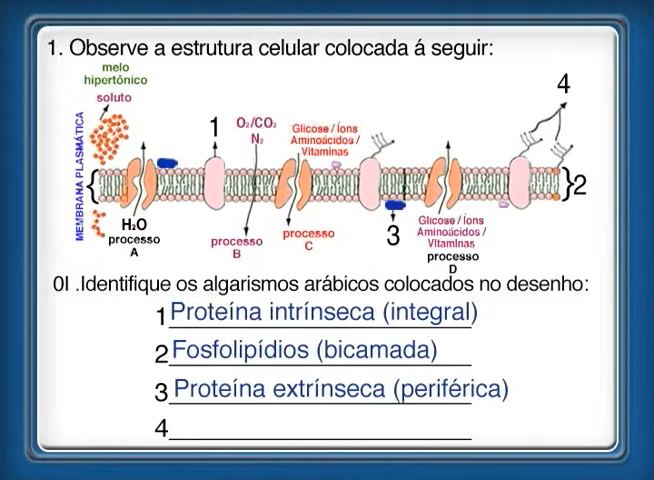 1. Observe a estrutura celular colocada á seguir:
meio
hipertônico
soluto
4
1
O₂/CO₂
N₂
Glicose / Íons
Aminoácidos /
Vitaminas
MEMBRANA PLASMÁTICA
{
}2
H₂O
processo
A
processo
B
processo
C
3
Glicose / Íons
Aminoácidos /
Vitaminas
processo
D
0I .Identifique os algarismos arábicos colocados no desenho:
1 Proteína intrínseca (integral)
2 Fosfolipídios (bicamada)
3 Proteína extrínseca (periférica)
4